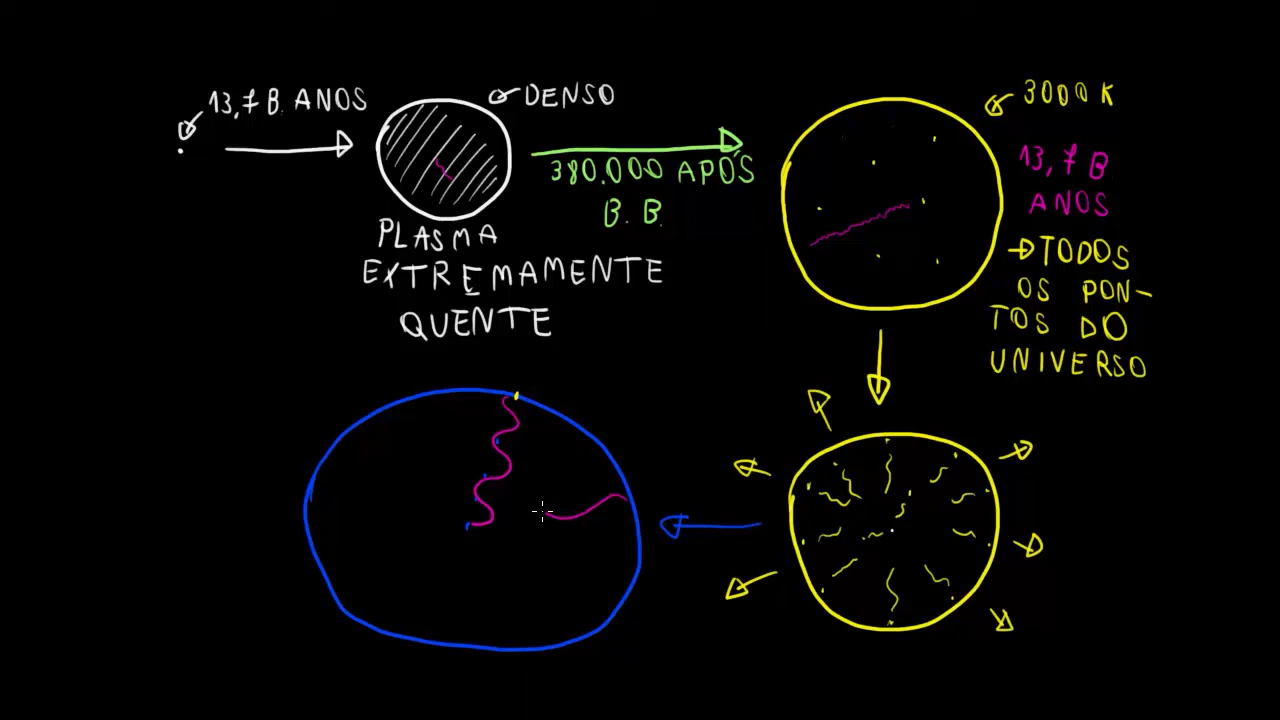 13,7 B. ANOS
DENSO
PLASMA
EXTREMAMENTE
QUENTE
380.000 APÓS
B. B.
3000 K
13,7 B
ANOS
→ TODOS
OS PON-
TOS DO
UNIVERSO